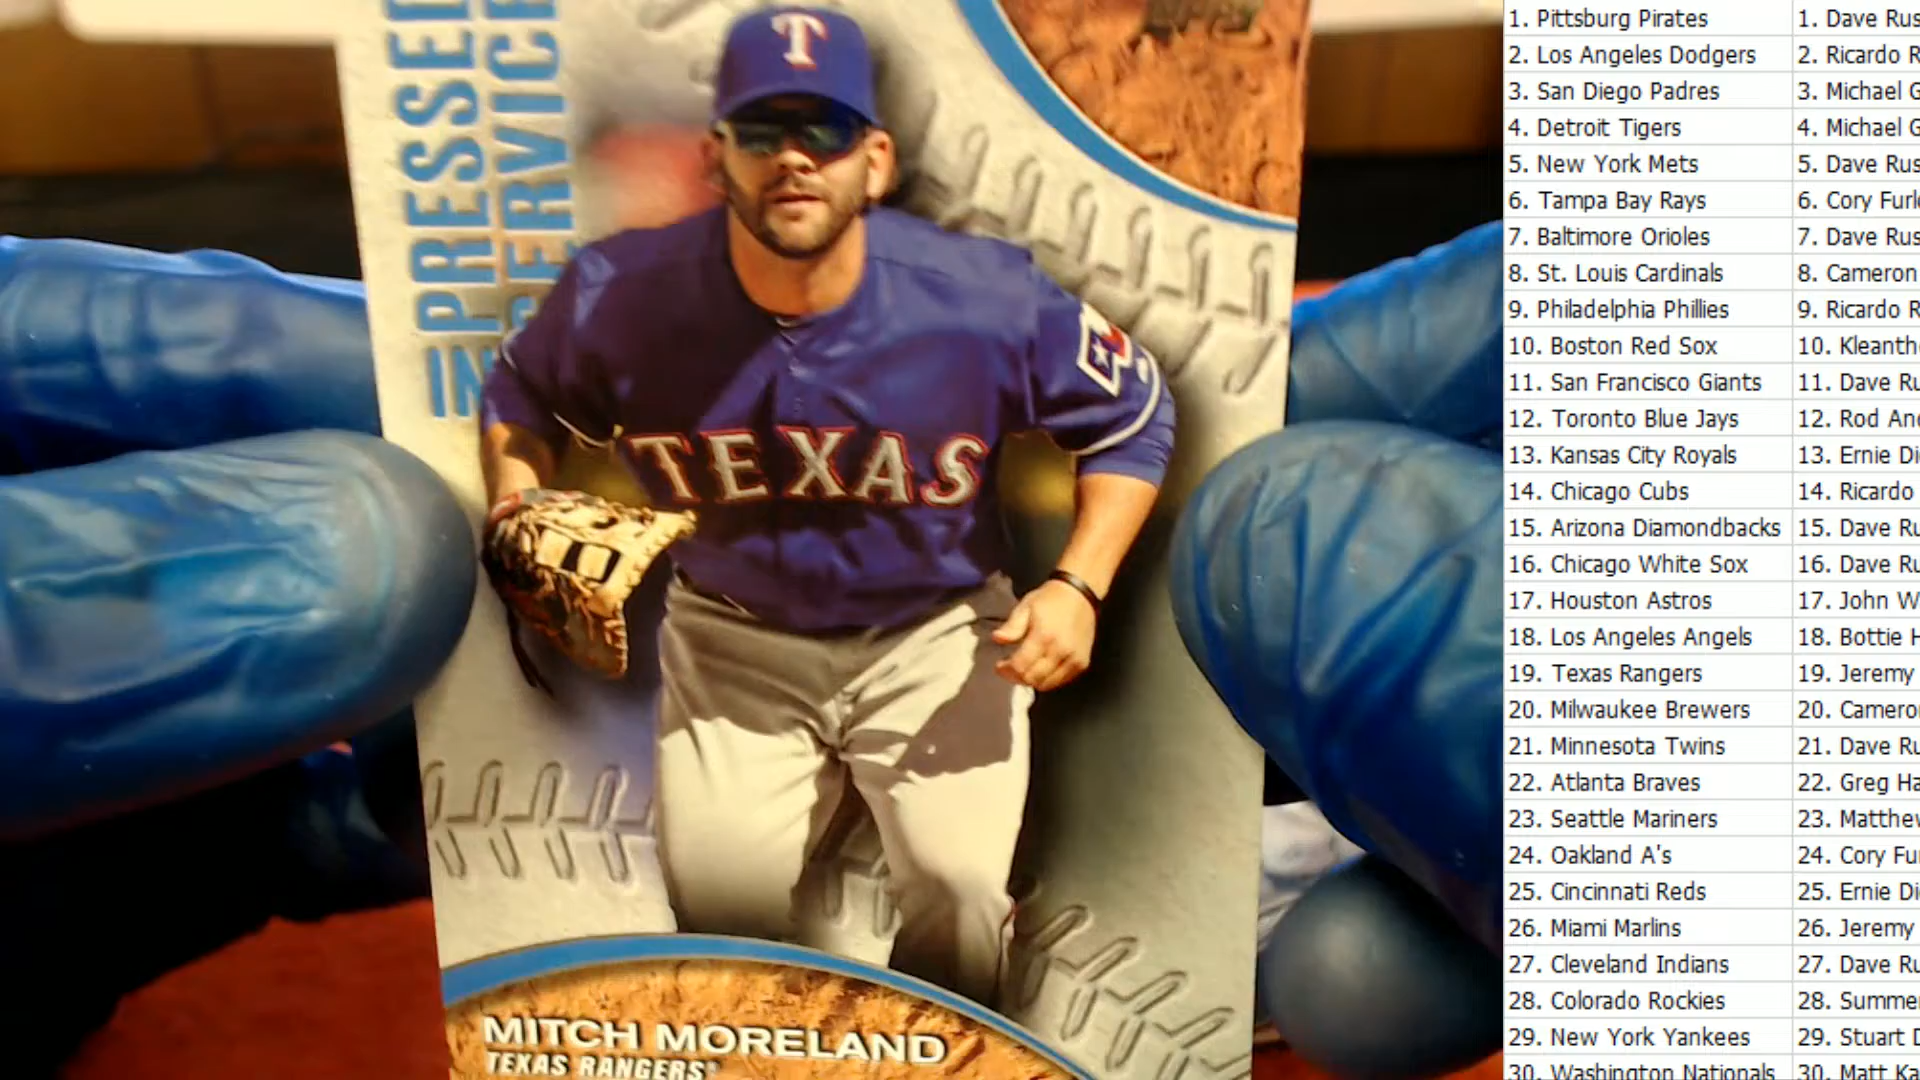 PRESSED
IN SERVICE
T
TEXAS
MITCH MORELAND
TEXAS RANGERS
1. Pittsburg Pirates 1. Dave Rus
2. Los Angeles Dodgers 2. Ricardo R
3. San Diego Padres 3. Michael G
4. Detroit Tigers 4. Michael G
5. New York Mets 5. Dave Rus
6. Tampa Bay Rays 6. Cory Furl
7. Baltimore Orioles 7. Dave Rus
8. St. Louis Cardinals 8. Cameron
9. Philadelphia Phillies 9. Ricardo R
10. Boston Red Sox 10. Kleanth
11. San Francisco Giants 11. Dave Ru
12. Toronto Blue Jays 12. Rod And
13. Kansas City Royals 13. Ernie Di
14. Chicago Cubs 14. Ricardo
15. Arizona Diamondbacks 15. Dave Ru
16. Chicago White Sox 16. Dave Ru
17. Houston Astros 17. John W
18. Los Angeles Angels 18. Bottie H
19. Texas Rangers 19. Jeremy
20. Milwaukee Brewers 20. Camero
21. Minnesota Twins 21. Dave Ru
22. Atlanta Braves 22. Greg Ha
23. Seattle Mariners 23. Matthew
24. Oakland A's 24. Cory Fu
25. Cincinnati Reds 25. Ernie Di
26. Miami Marlins 26. Jeremy
27. Cleveland Indians 27. Dave Ru
28. Colorado Rockies 28. Summe
29. New York Yankees 29. Stuart D
30. Washington Nationals 30. Matt Ka